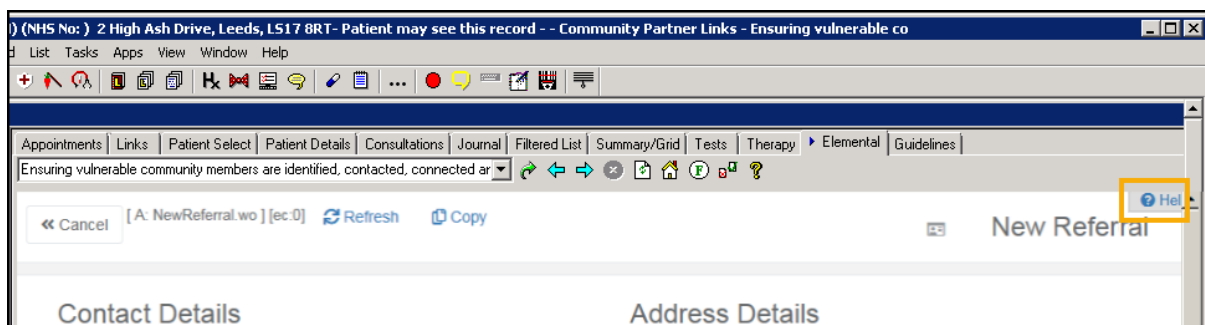 ) (NHS No: ) 2 High Ash Drive, Leeds, LS17 8RT- Patient may see this record - - Community Partner Links - Ensuring vulnerable co
d List Tasks Apps View Window Help
Appointments Links Patient Select Patient Details Consultations Journal Filtered List Summary/Grid Tests Therapy Elemental Guidelines
Ensuring vulnerable community members are identified, contacted, connected ar
Hel
« Cancel [ A: NewReferral.wo ] [ec:0] Refresh Copy New Referral
Contact Details Address Details